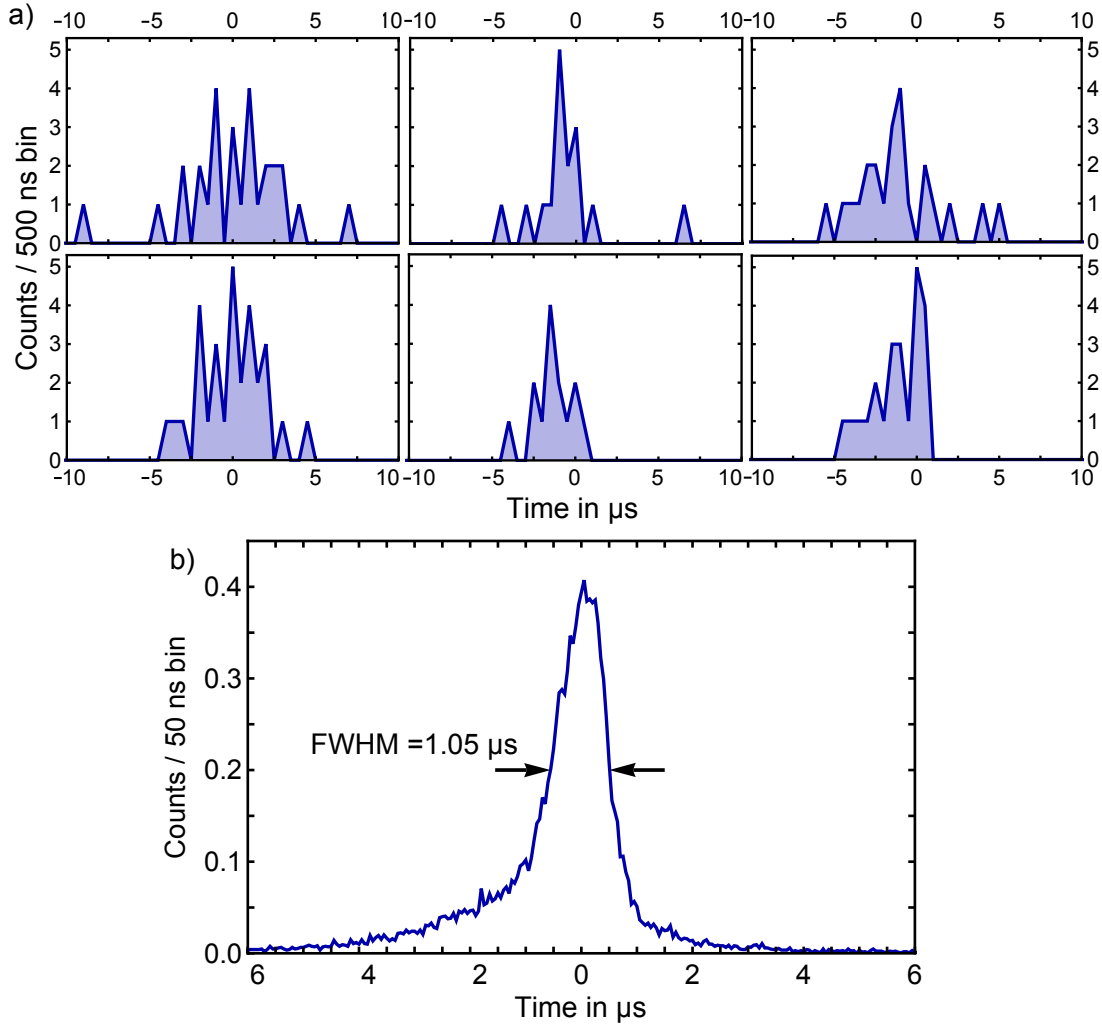 a)
−10 −5 0 5 10 −10 −5 0 5 10 −10 −5 0 5 10
5 5
4 4
3 3
2 2
1 1
0 0
5 5
4 4
3 3
2 2
1 1
0 0
Counts / 500 ns bin
−10 −5 0 5 10 −10 −5 0 5 10 −10 −5 0 5 10
Time in µs
b)
0.4
0.3
FWHM =1.05 µs
0.2
0.1
0.0
Counts / 50 ns bin
6 4 2 0 2 4 6
Time in µs